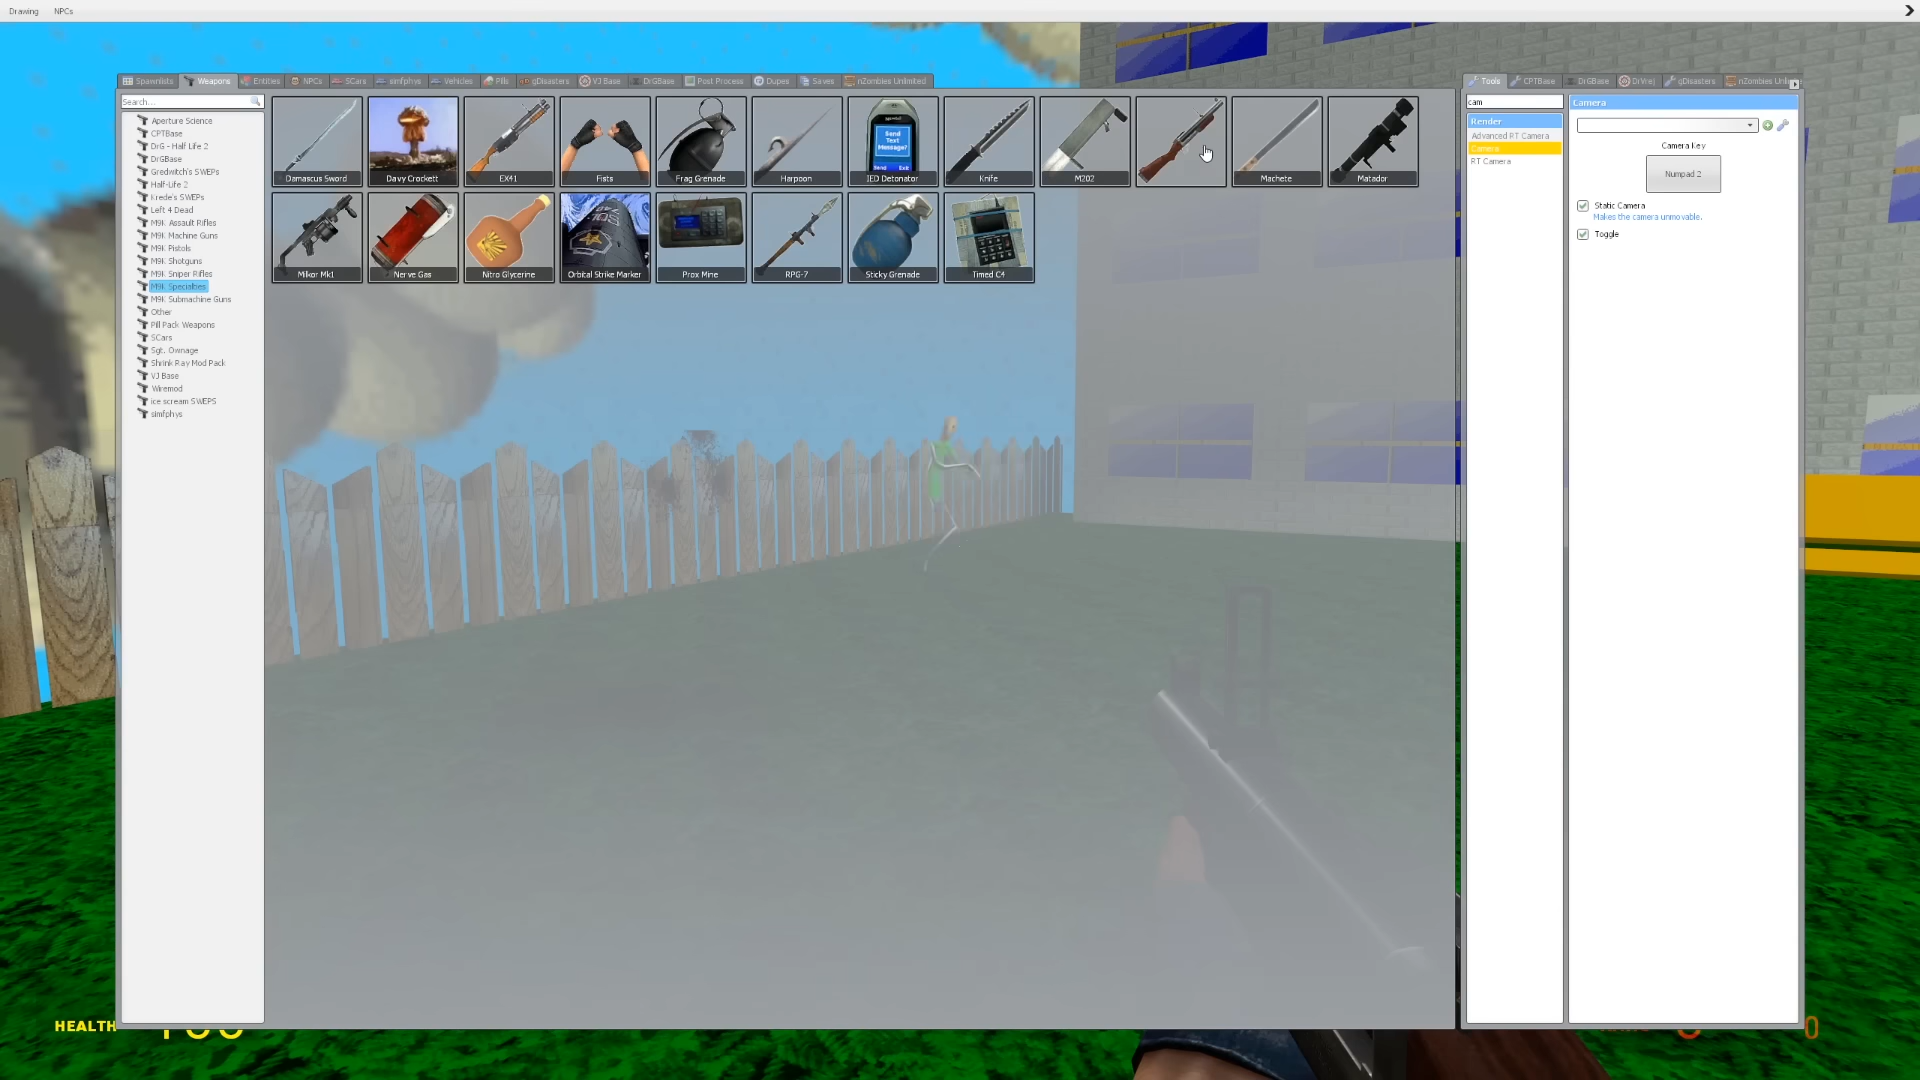 Drawing NPCs
Spawnlists Weapons Entities NPCs SCars simfphys Vehicles Pills gDisasters VJ Base DrGBase Post Process Dupes Saves nZombies Unlimited
Search...
Aperture Science
CPTBase
DrG - Half Life 2
DrGBase
Gredwitch's SWEPs
Half-Life 2
Krede's SWEPs
Left 4 Dead
M9K Assault Rifles
M9K Machine Guns
M9K Pistols
M9K Shotguns
M9K Sniper Rifles
M9K Specialties
M9K Submachine Guns
Other
Pill Pack Weapons
SCars
Sgt. Ownage
Shrink Ray Mod Pack
VJ Base
Wiremod
ice scream SWEPS
simfphys
Damascus Sword
Davy Crockett
EX41
Fists
Frag Grenade
Harpoon
Send
Text
Message?
Send Exit
IED Detonator
Knife
M202
Machete
Matador
Milkor Mk1
Nerve Gas
Nitro Glycerine
Orbital Strike Marker
Prox Mine
RPG-7
Sticky Grenade
Timed C4
Tools CPTBase DrGBase gDisasters
cam
Render
Advanced RT Camera
Camera
RT Camera
Camera
Camera Key
Numpad 2
Static Camera
Makes the camera unmovable.
Toggle
HEALTH